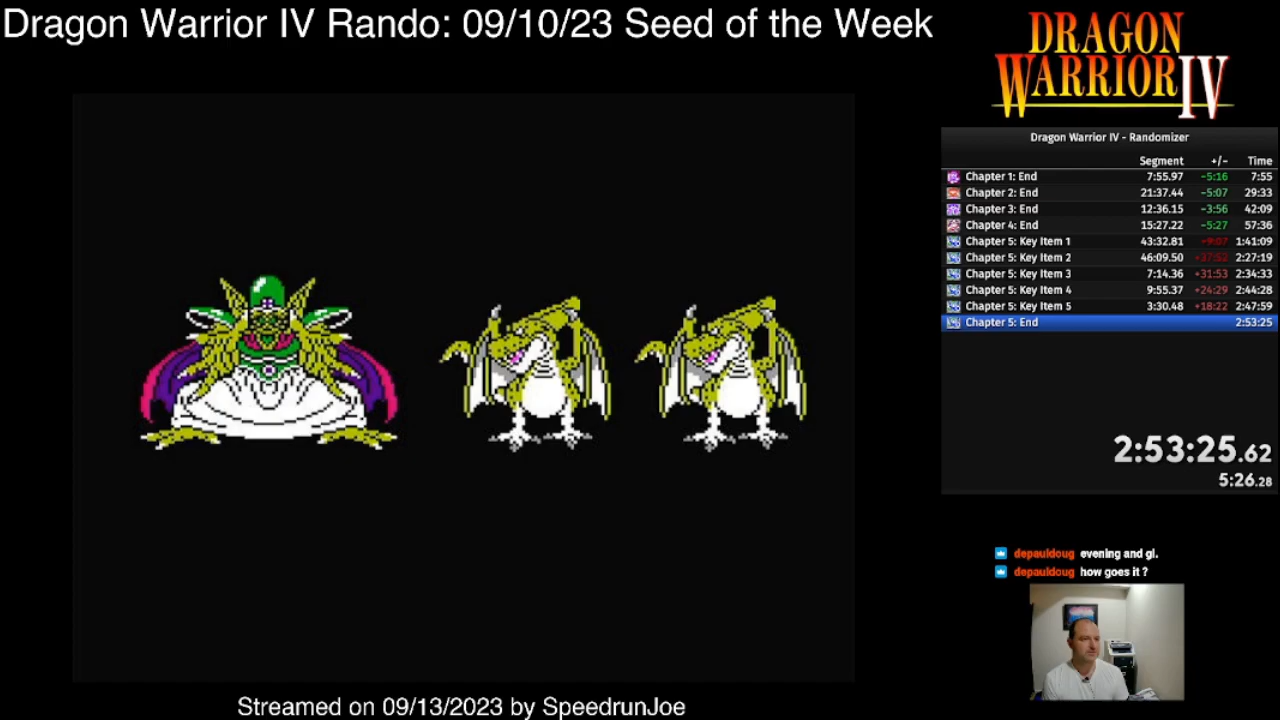 Dragon Warrior IV Rando: 09/10/23 Seed of the Week
DRAGON
WARRIOR IV
Dragon Warrior IV - Randomizer
Segment +/- Time
Chapter 1: End 7:55.97 -5:16 7:55
Chapter 2: End 21:37.44 -5:07 29:33
Chapter 3: End 12:36.15 -3:56 42:09
Chapter 4: End 15:27.22 -5:27 57:36
Chapter 5: Key Item 1 43:32.81 +9:07 1:41:09
Chapter 5: Key Item 2 46:09.50 +37:52 2:27:19
Chapter 5: Key Item 3 7:14.36 +31:53 2:34:33
Chapter 5: Key Item 4 9:55.37 +24:29 2:44:28
Chapter 5: Key Item 5 3:30.48 +18:22 2:47:59
Chapter 5: End 2:53:25
2:53:25.62
5:26.28
depauldoug evening and gl.
depauldoug how goes it ?
Streamed on 09/13/2023 by SpeedrunJoe